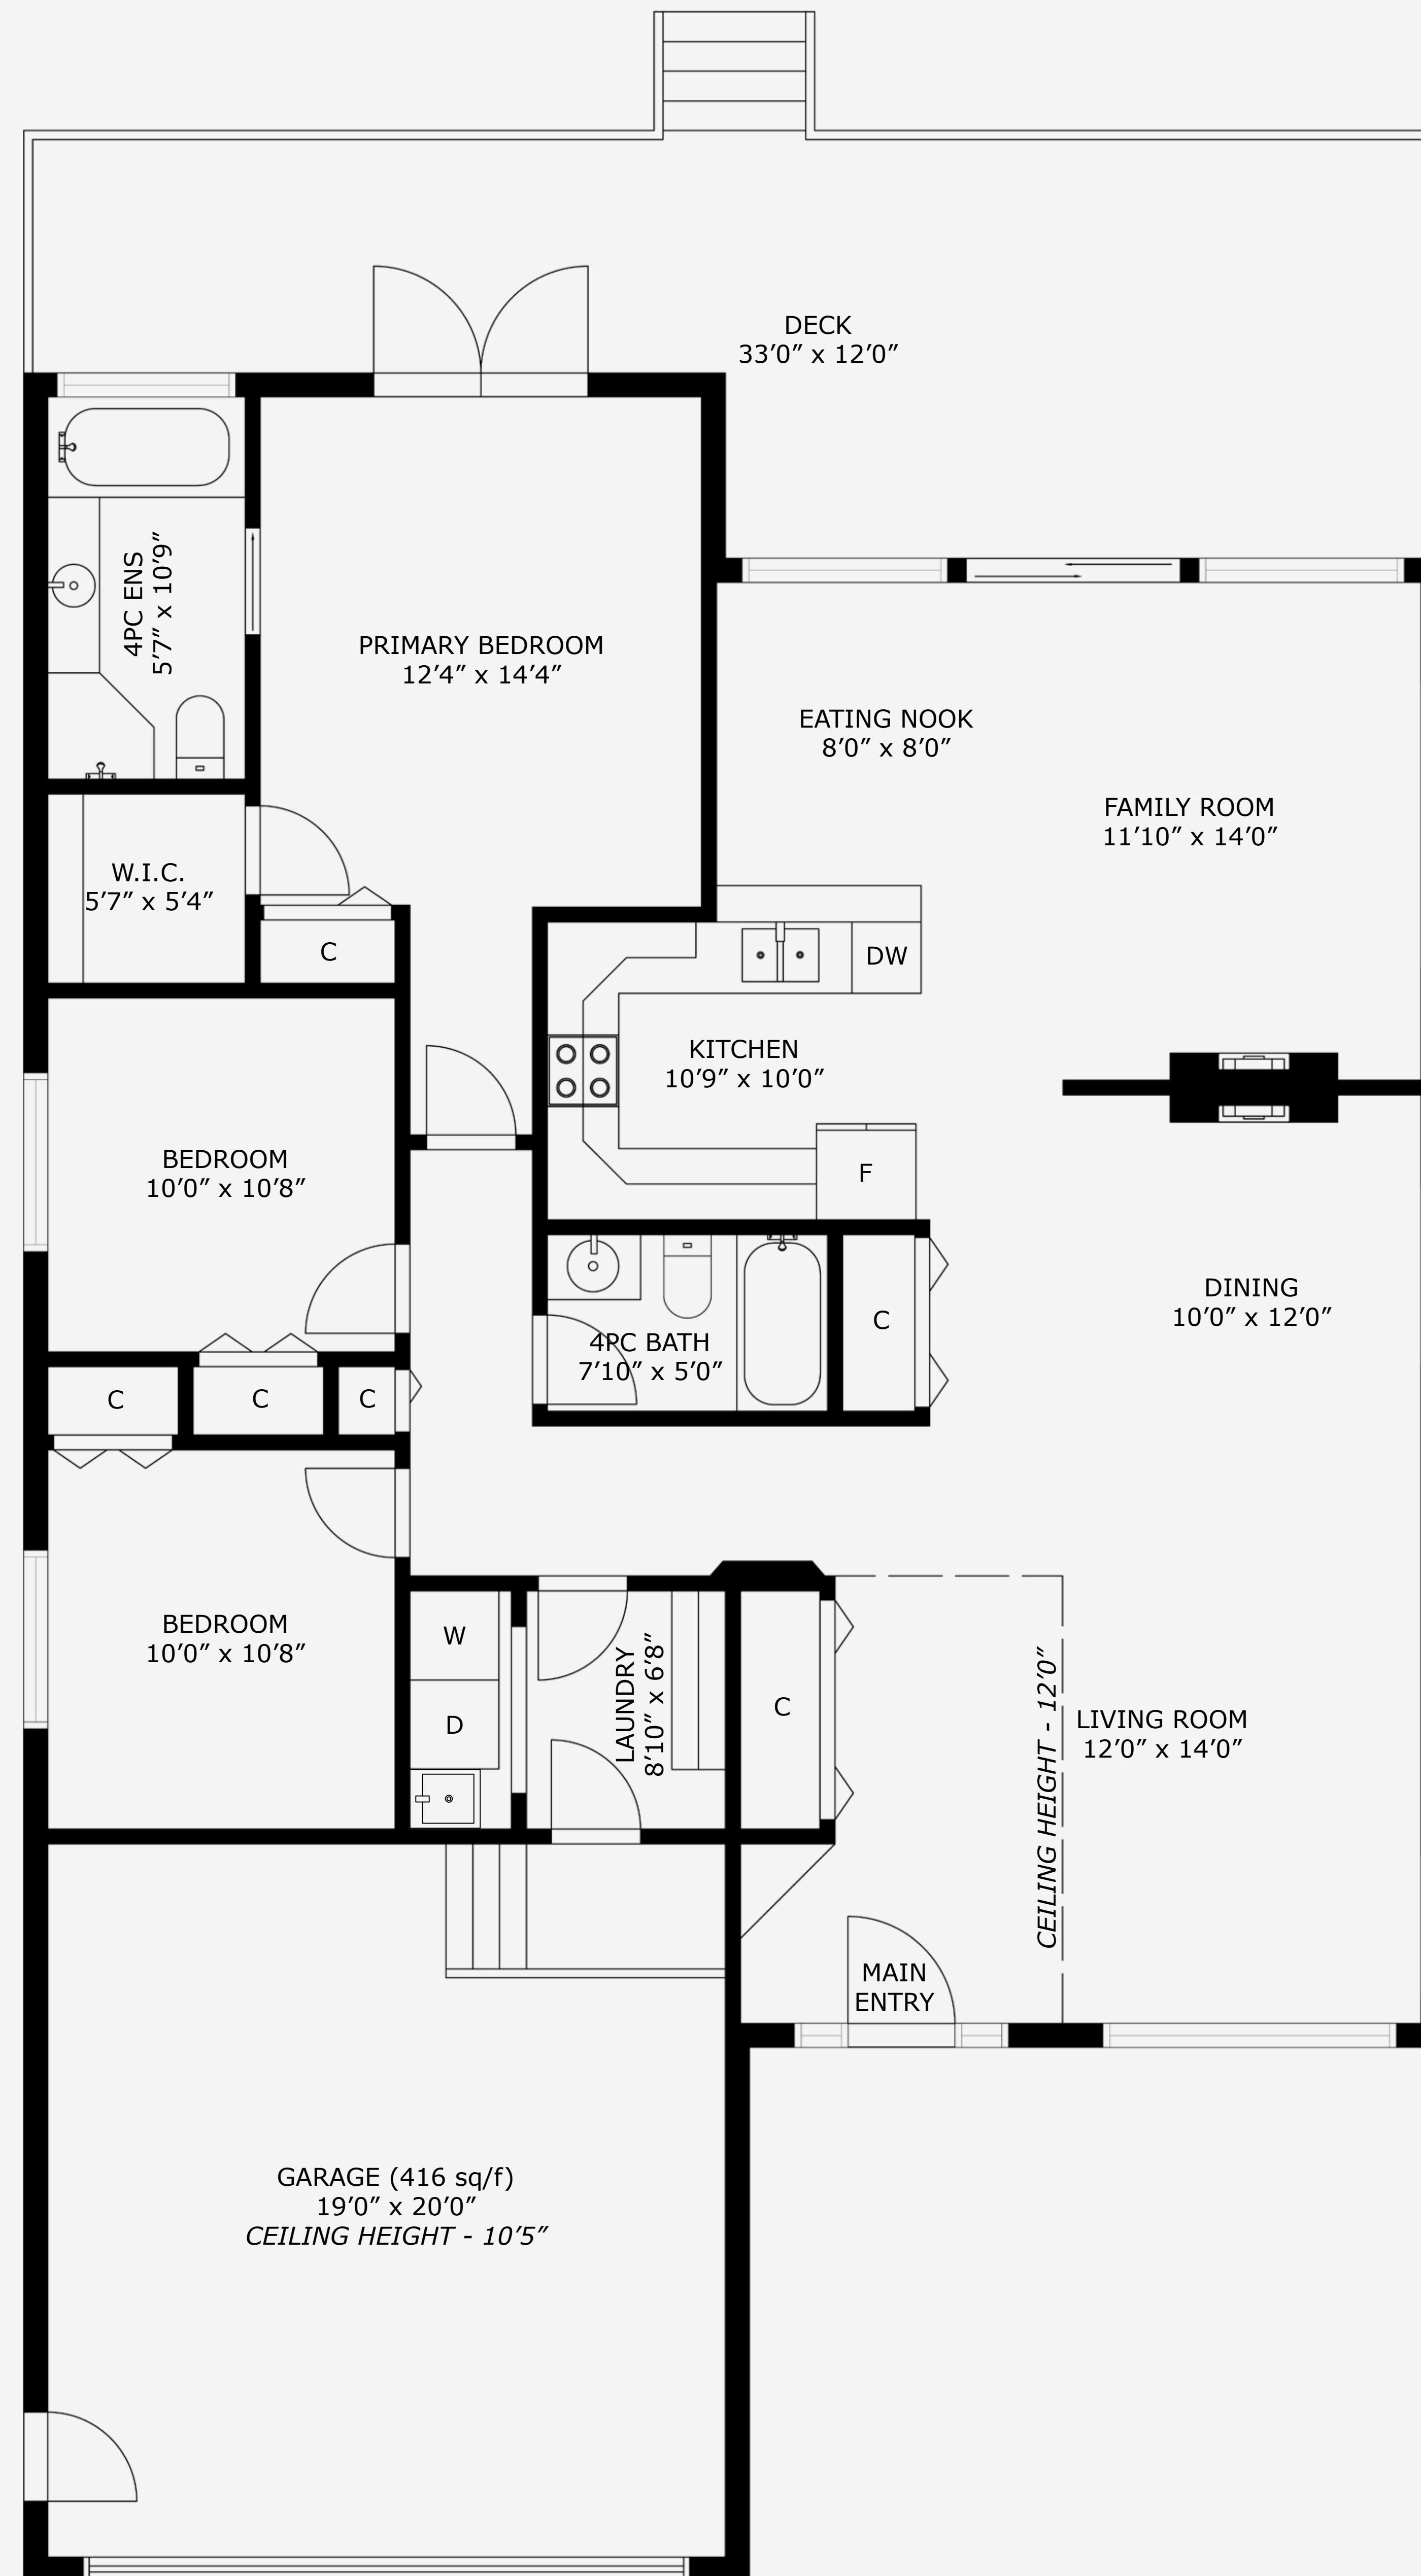 DECK
33’0” x 12’0”
4PC ENS
5’7” x 10’9”
PRIMARY BEDROOM
12’4” x 14’4”
EATING NOOK
8’0” x 8’0”
FAMILY ROOM
11’10” x 14’0”
W.I.C.
5’7” x 5’4”
C
DW
KITCHEN
10’9” x 10’0”
F
BEDROOM
10’0” x 10’8”
DINING
10’0” x 12’0”
4PC BATH
7’10” x 5’0”
C
C
C
C
BEDROOM
10’0” x 10’8”
W
D
LAUNDRY
8’10” x 6’8”
C
CEILING HEIGHT - 12’0”
LIVING ROOM
12’0” x 14’0”
MAIN
ENTRY
GARAGE (416 sq/f)
19’0” x 20’0”
CEILING HEIGHT - 10’5”